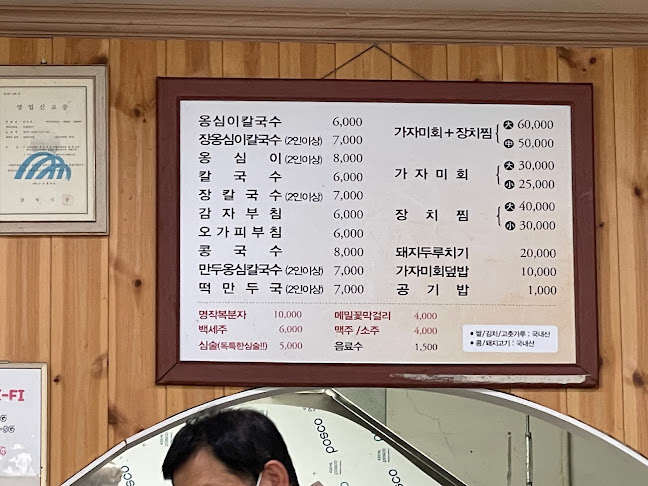 영업신고증
옹심이칼국수 6,000
장옹심이칼국수 (2인이상) 7,000
옹심이 (2인이상) 8,000
칼국수 6,000
장칼국수 (2인이상) 7,000
감자부침 6,000
오가피부침 6,000
콩국수 8,000
만두옹심칼국수 (2인이상) 7,000
떡만두국 (2인이상) 7,000
가자미회+장치찜 大 60,000
中 50,000
가자미회 大 30,000
小 25,000
장치찜 大 40,000
小 30,000
돼지두루치기 20,000
가자미회덮밥 10,000
공기밥 1,000
명작복분자 10,000
백세주 6,000
심술(독특한심술!!) 5,000
메밀꽃막걸리 4,000
맥주/소주 4,000
음료수 1,500
• 쌀/김치/고춧가루 : 국내산
• 콩/돼지고기 : 국내산
I-FI
posco
posco
posco